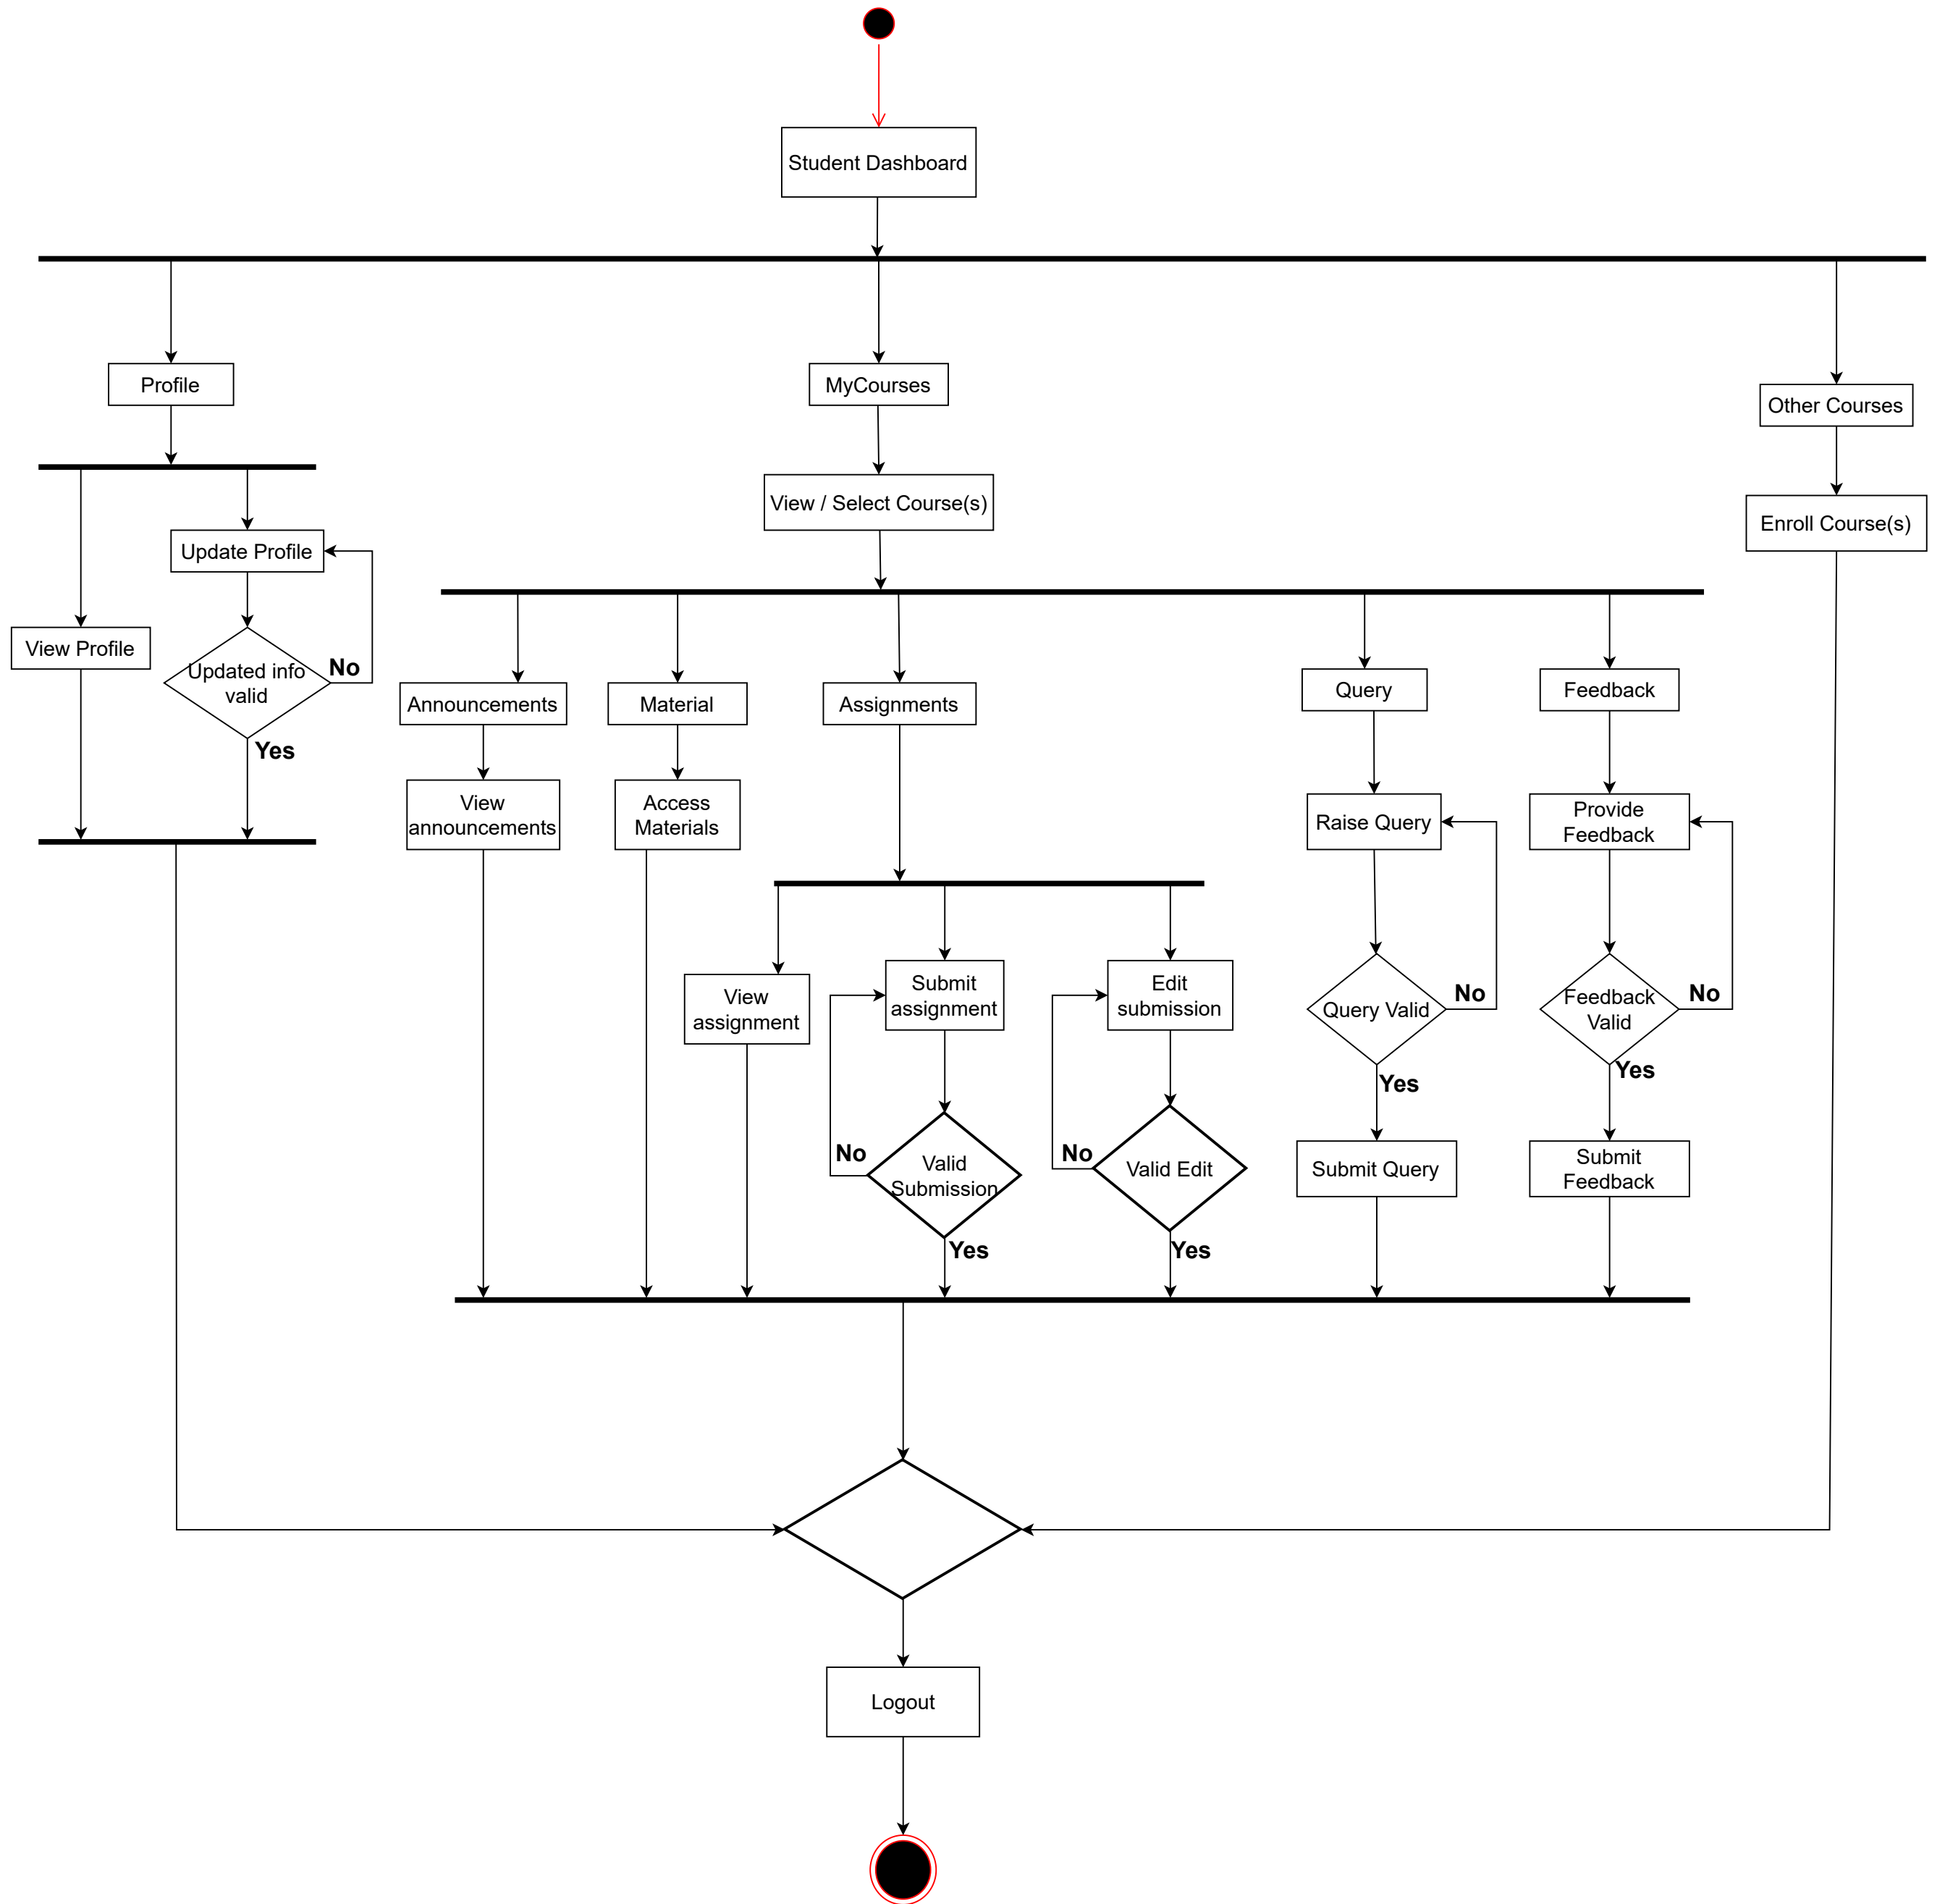 Student Dashboard
Profile
MyCourses
Other Courses
View / Select Course(s)
Enroll Course(s)
Update Profile
View Profile
Updated info
valid
No
Yes
Announcements
Material
Assignments
Query
Feedback
View
announcements
Access
Materials
Raise Query
Provide
Feedback
View
assignment
Submit
assignment
Edit
submission
Query Valid
No
Feedback
Valid
No
Yes
Yes
No
Valid
Submission
No
Valid Edit
Submit Query
Submit
Feedback
Yes
Yes
Logout